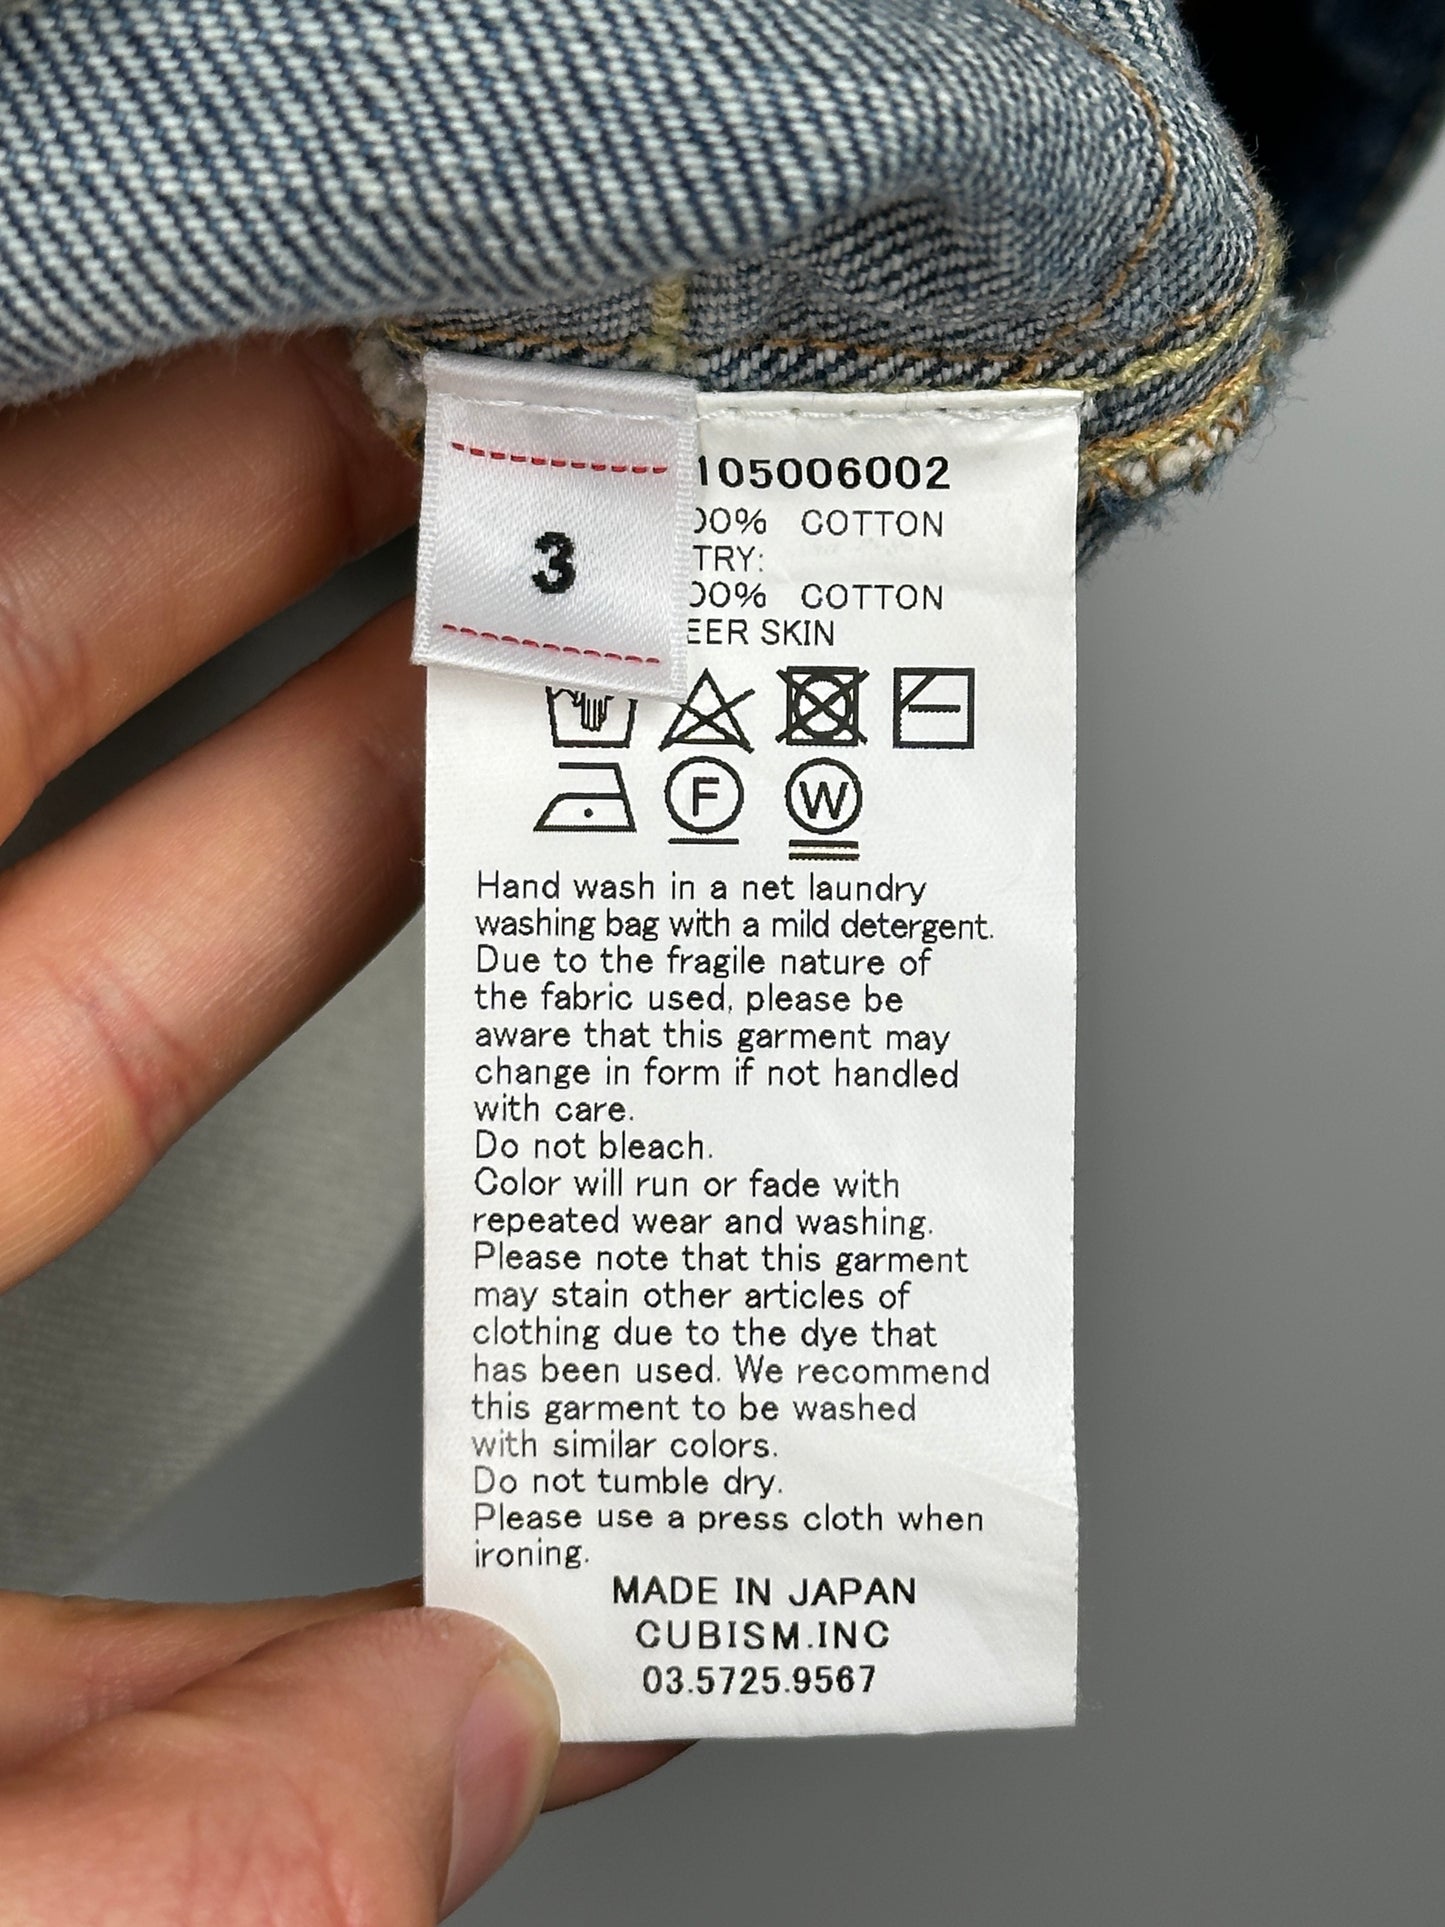 3
105006002
00% COTTON
TRY:
00% COTTON
EER SKIN
F
W
Hand wash in a net laundry
washing bag with a mild detergent.
Due to the fragile nature of
the fabric used, please be
aware that this garment may
change in form if not handled
with care.
Do not bleach.
Color will run or fade with
repeated wear and washing.
Please note that this garment
may stain other articles of
clothing due to the dye that
has been used. We recommend
this garment to be washed
with similar colors.
Do not tumble dry.
Please use a press cloth when
ironing.
MADE IN JAPAN
CUBISM.INC
03.5725.9567